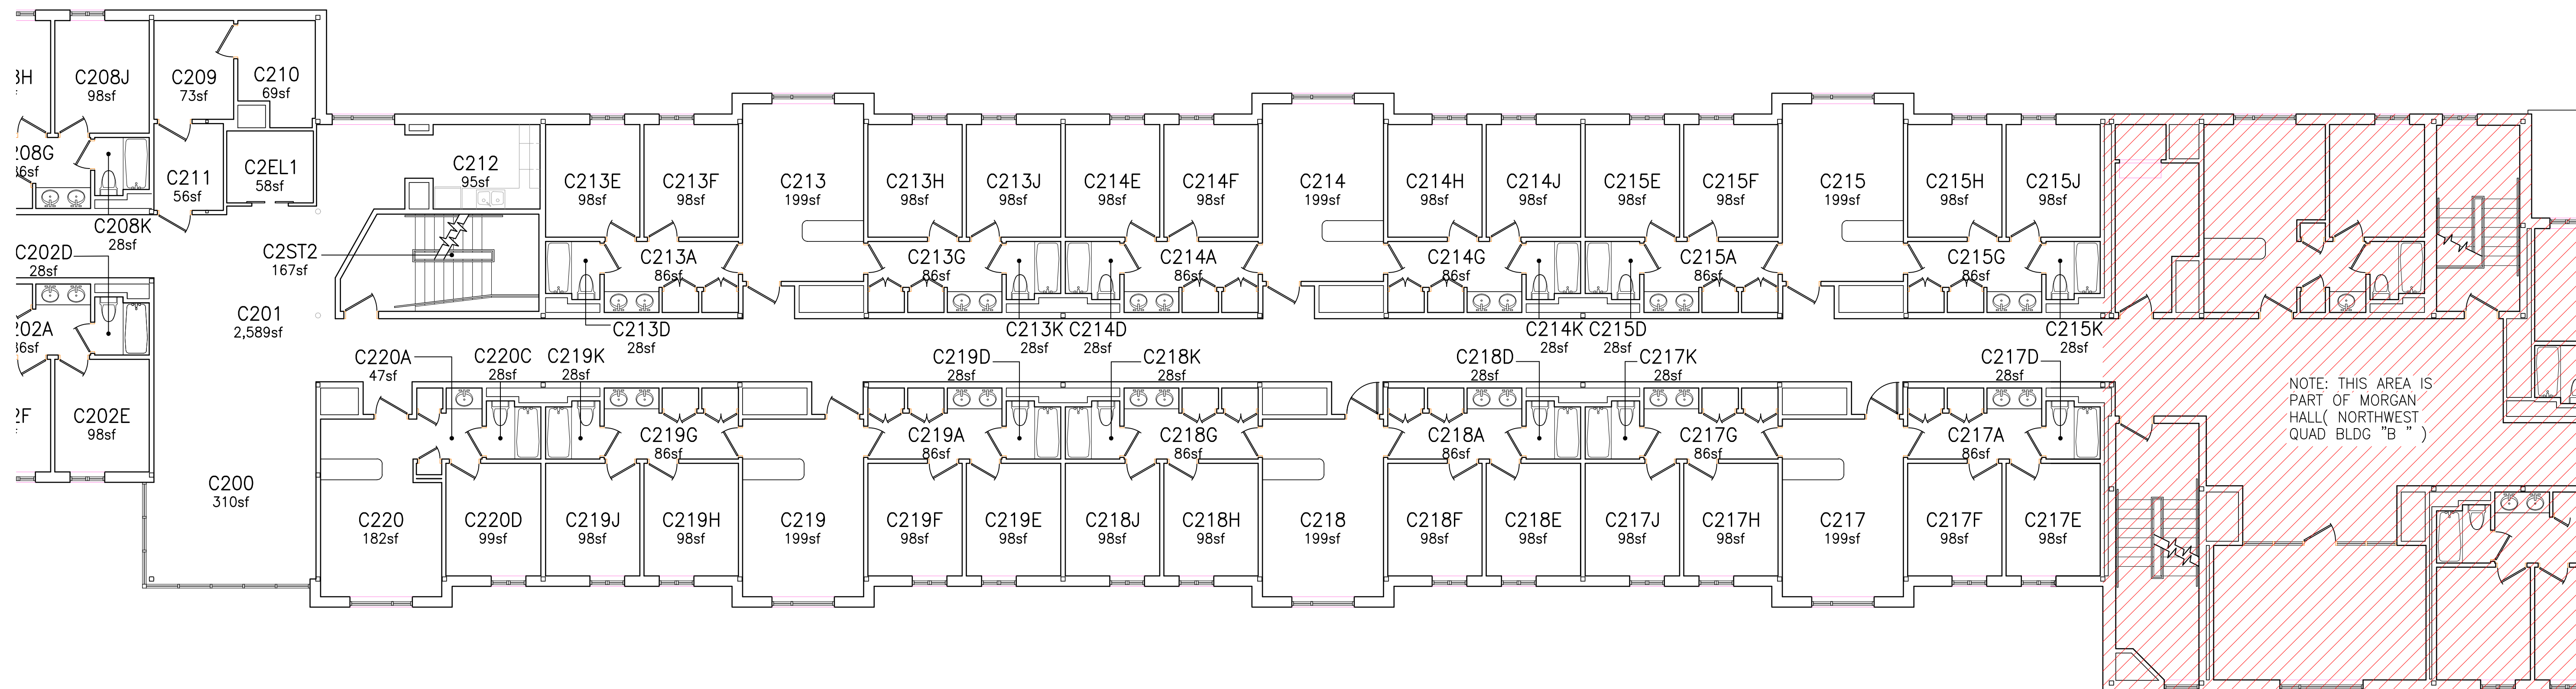 C208J
98sf
C209
73sf
C210
69sf
C211
56sf
C2EL1
58sf
C208K
28sf
C202D
28sf
C2ST2
167sf
C201
2,589sf
C202E
98sf
C200
310sf
C212
95sf
C213E
98sf
C213F
98sf
C213
199sf
C213H
98sf
C213J
98sf
C214E
98sf
C214F
98sf
C214
199sf
C214H
98sf
C214J
98sf
C215E
98sf
C215F
98sf
C215
199sf
C215H
98sf
C215J
98sf
C213A
86sf
C213G
86sf
C214A
86sf
C214G
86sf
C215A
86sf
C215G
86sf
C213D
28sf
C213K
28sf
C214D
28sf
C214K
28sf
C215D
28sf
C215K
28sf
C220A
47sf
C220C
28sf
C219K
28sf
C219D
28sf
C218K
28sf
C218D
28sf
C217K
28sf
C217D
28sf
C219G
86sf
C219A
86sf
C218G
86sf
C218A
86sf
C217G
86sf
C217A
86sf
C220
182sf
C220D
99sf
C219J
98sf
C219H
98sf
C219
199sf
C219F
98sf
C219E
98sf
C218J
98sf
C218H
98sf
C218
199sf
C218F
98sf
C218E
98sf
C217J
98sf
C217H
98sf
C217
199sf
C217F
98sf
C217E
98sf
NOTE: THIS AREA IS
PART OF MORGAN
HALL( NORTHWEST
QUAD BLDG "B " )